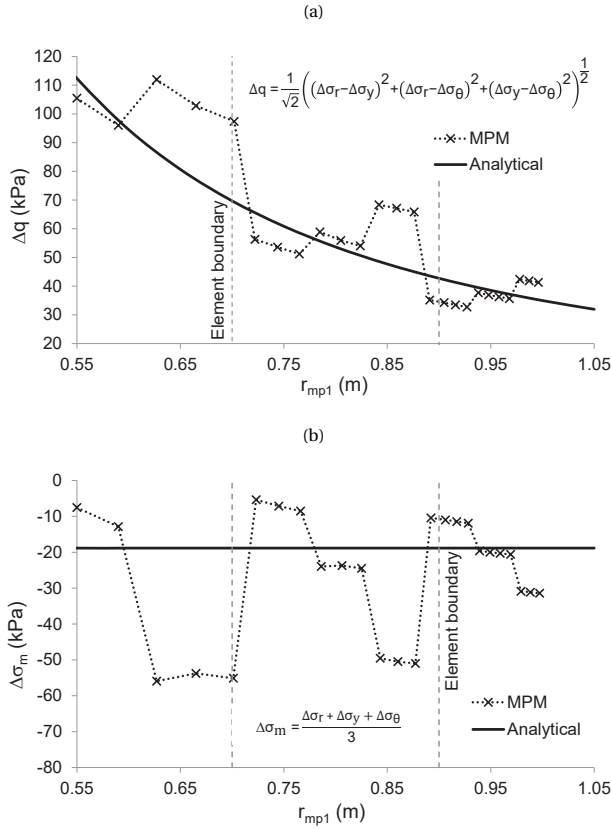 (a)
120
110
100
90
80
70
60
50
40
30
20
Δq (kPa)
Δq = 1/√2 ((Δσr−Δσy)² + (Δσr−Δσθ)² + (Δσy−Δσθ)²)^1/2
MPM
Analytical
Element boundary
0.55 0.65 0.75 0.85 0.95 1.05
rmp1 (m)
(b)
0
-10
-20
-30
-40
-50
-60
-70
-80
Δσm (kPa)
Element boundary
Δσm = Δσr + Δσy + Δσθ / 3
MPM
Analytical
0.55 0.65 0.75 0.85 0.95 1.05
rmp1 (m)